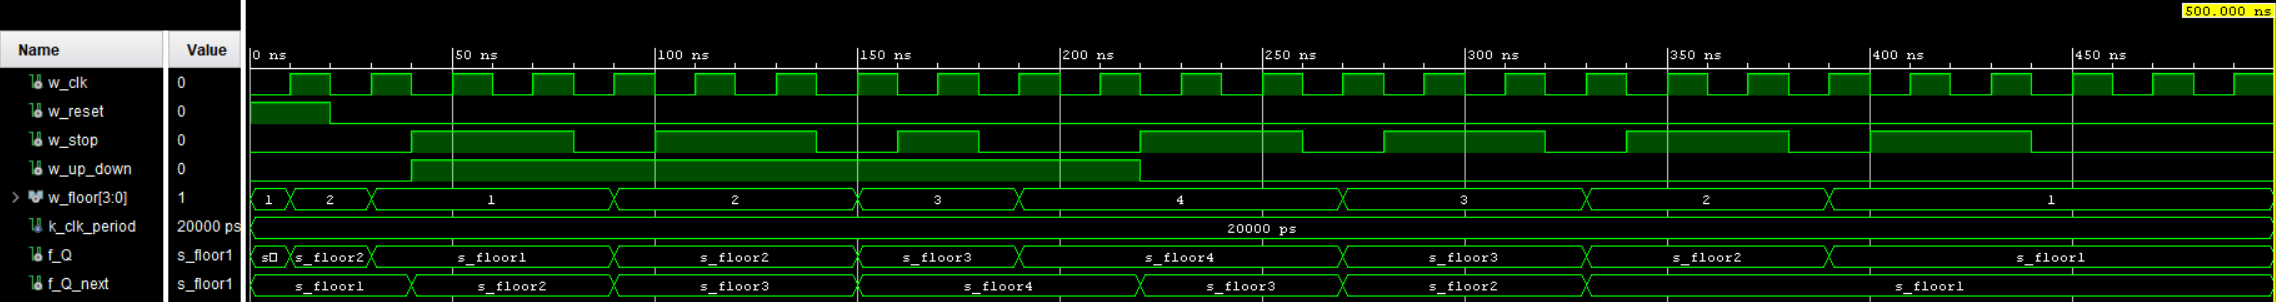 500.000 ns
Name Value 0 ns 50 ns 100 ns 150 ns 200 ns 250 ns 300 ns 350 ns 400 ns 450 ns
w_clk 0
w_reset 0
w_stop 0
w_up_down 0
w_floor[3:0] 1 1 2 1 2 3 4 3 2 1
k_clk_period 20000 ps 20000 ps
f_Q s_floor1 s s_floor2 s_floor1 s_floor2 s_floor3 s_floor4 s_floor3 s_floor2 s_floor1
f_Q_next s_floor1 s_floor1 s_floor2 s_floor3 s_floor4 s_floor3 s_floor2 s_floor1